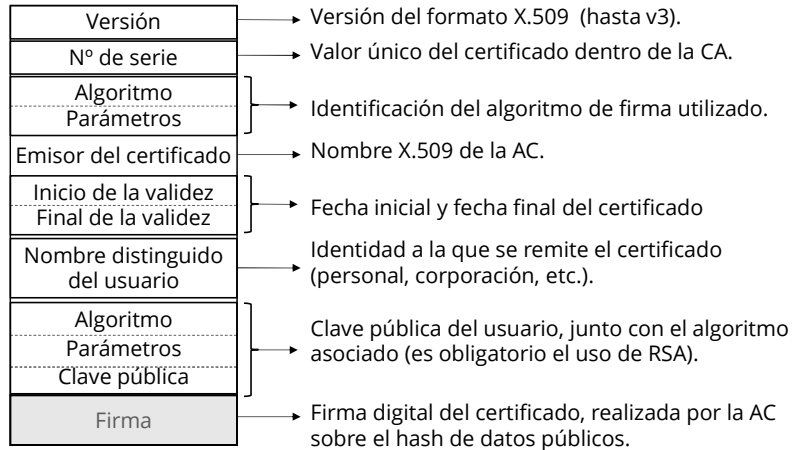 Versión
Versión del formato X.509 (hasta v3).
Nº de serie
Valor único del certificado dentro de la CA.
Algoritmo
Parámetros
Identificación del algoritmo de firma utilizado.
Emisor del certificado
Nombre X.509 de la AC.
Inicio de la validez
Final de la validez
Fecha inicial y fecha final del certificado
Nombre distinguido
del usuario
Identidad a la que se remite el certificado
(personal, corporación, etc.).
Algoritmo
Parámetros
Clave pública
Clave pública del usuario, junto con el algoritmo
asociado (es obligatorio el uso de RSA).
Firma
Firma digital del certificado, realizada por la AC
sobre el hash de datos públicos.